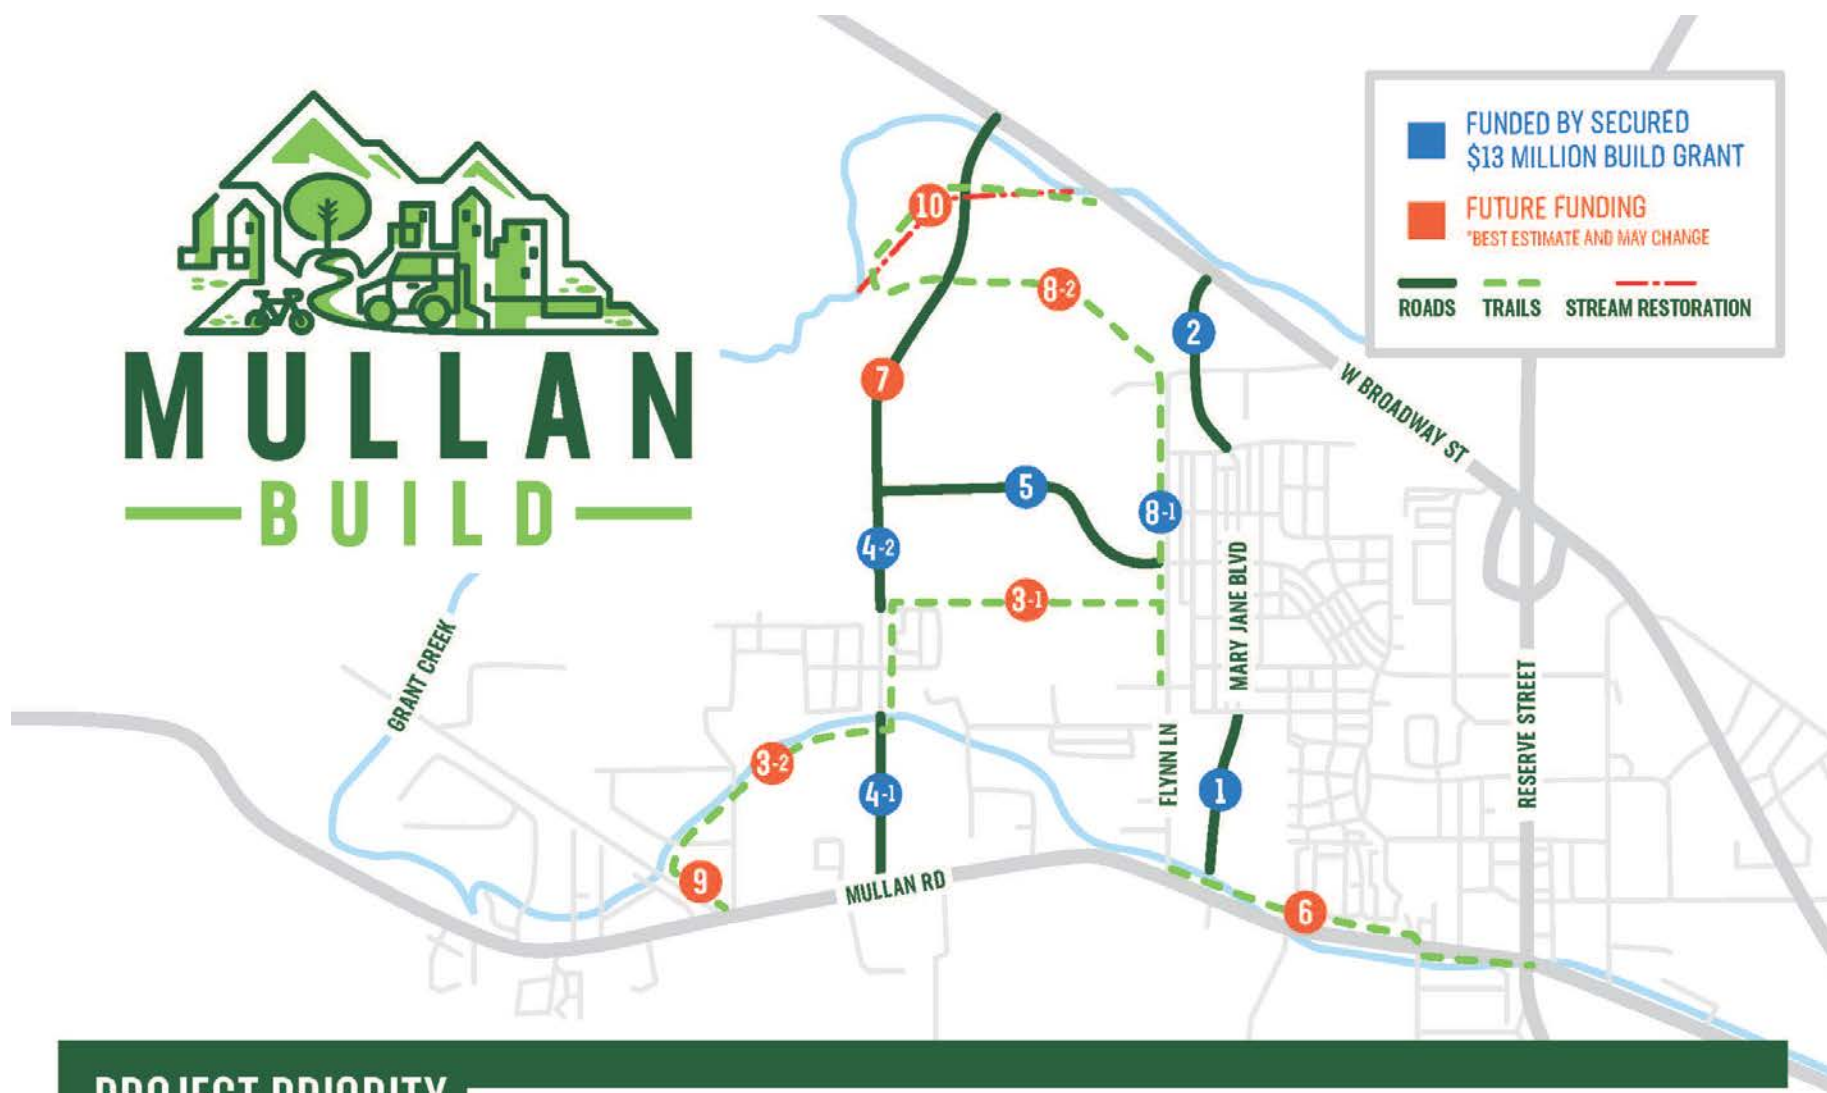 MULLAN
BUILD
FUNDED BY SECURED
$13 MILLION BUILD GRANT
FUTURE FUNDING
*BEST ESTIMATE AND MAY CHANGE
ROADS TRAILS STREAM RESTORATION
10
8-2
2
7
W BROADWAY ST
5
8-1
4-2
3-1
MARY JANE BLVD
GRANT CREEK
RESERVE STREET
FLYNN LN
3-2
4-1
1
9
MULLAN RD
6
PROJECT PRIORITY